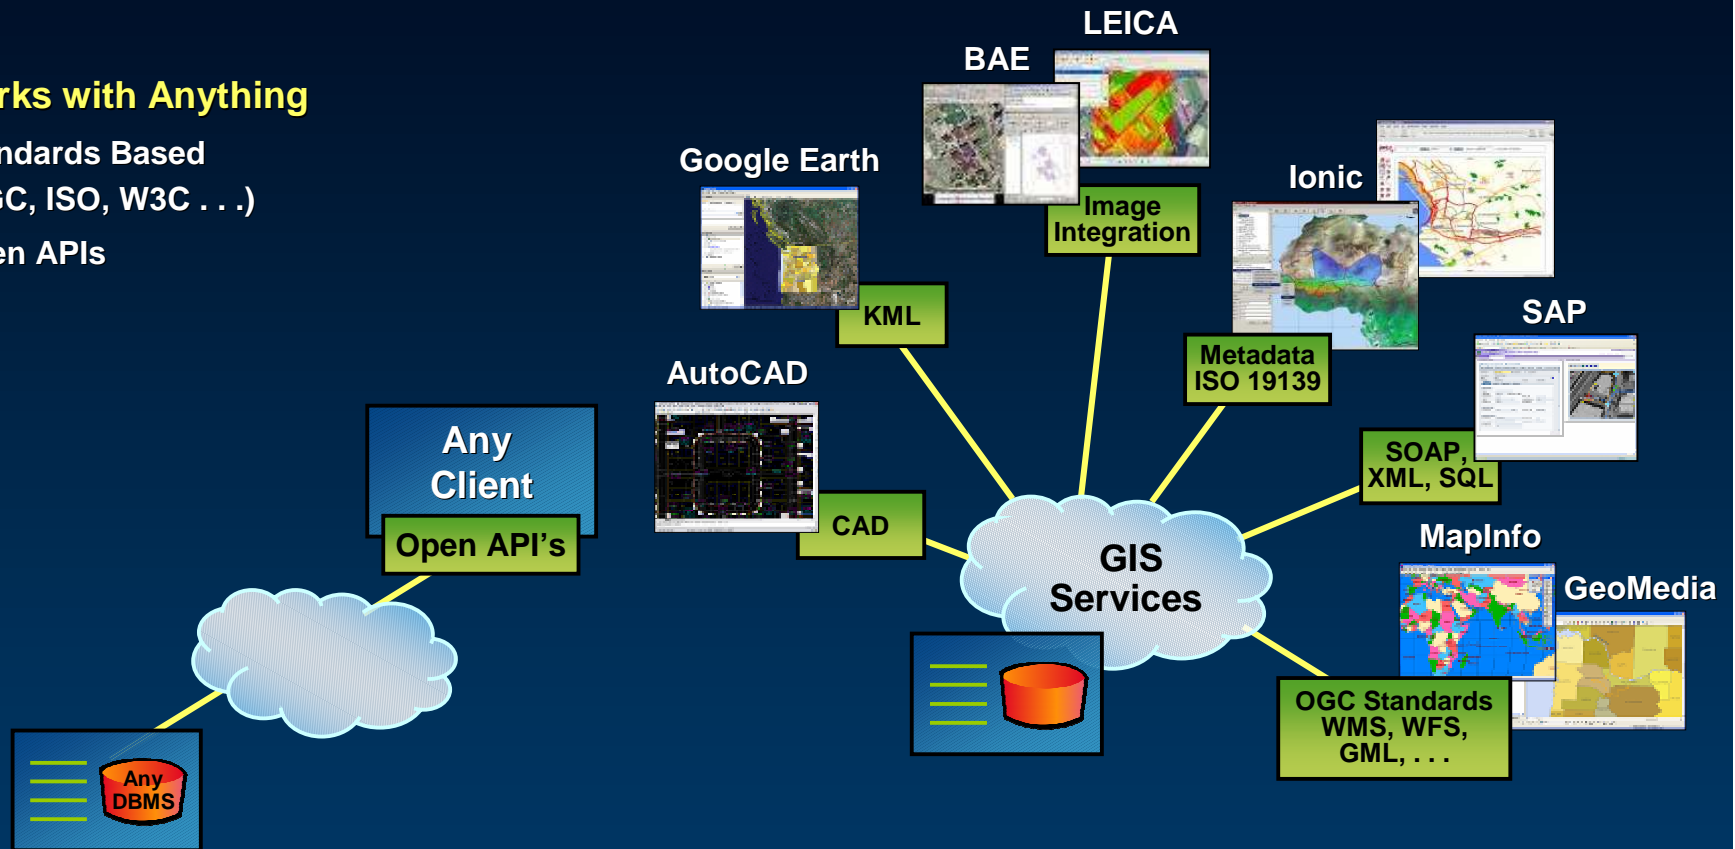 rks with Anything
ndards Based
GC, ISO, W3C . . .)
en APIs
LEICA
BAE
Google Earth
Image
Integration
Ionic
KML
SAP
Metadata
ISO 19139
AutoCAD
Any
Client
Open API's
CAD
SOAP,
XML, SQL
GIS
Services
MapInfo
GeoMedia
OGC Standards
WMS, WFS,
GML, . . .
Any
DBMS